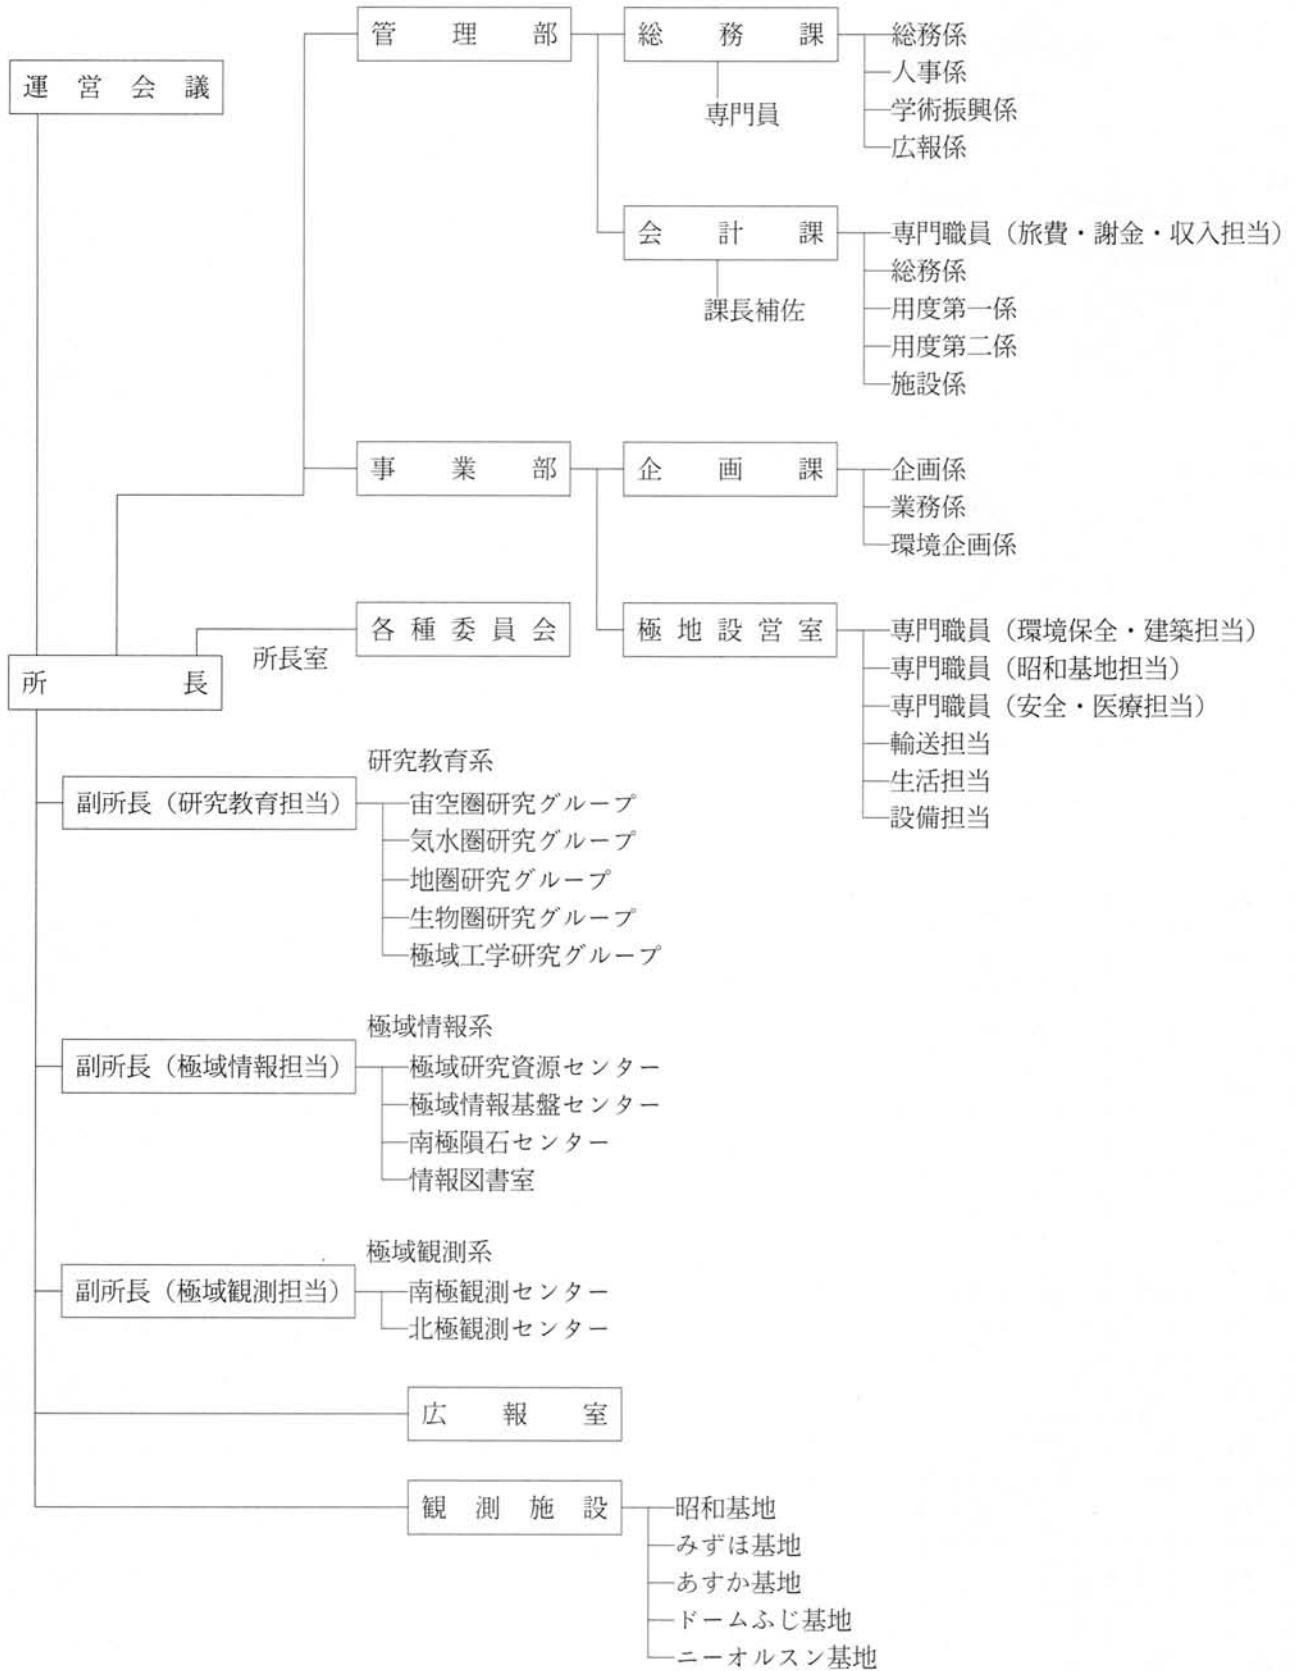 運営会議
管理部
総務課
総務係
人事係
学術振興係
広報係
専門員
会計課
専門職員（旅費・謝金・収入担当）
総務係
用度第一係
用度第二係
施設係
課長補佐
事業部
企画課
企画係
業務係
環境企画係
各種委員会
極地設営室
専門職員（環境保全・建築担当）
専門職員（昭和基地担当）
専門職員（安全・医療担当）
輸送担当
生活担当
設備担当
所長室
所長
研究教育系
副所長（研究教育担当）
宙空圏研究グループ
気水圏研究グループ
地圏研究グループ
生物圏研究グループ
極域工学研究グループ
極域情報系
副所長（極域情報担当）
極域研究資源センター
極域情報基盤センター
南極隕石センター
情報図書室
極域観測系
副所長（極域観測担当）
南極観測センター
北極観測センター
広報室
観測施設
昭和基地
みずほ基地
あすか基地
ドームふじ基地
ニーオルスン基地